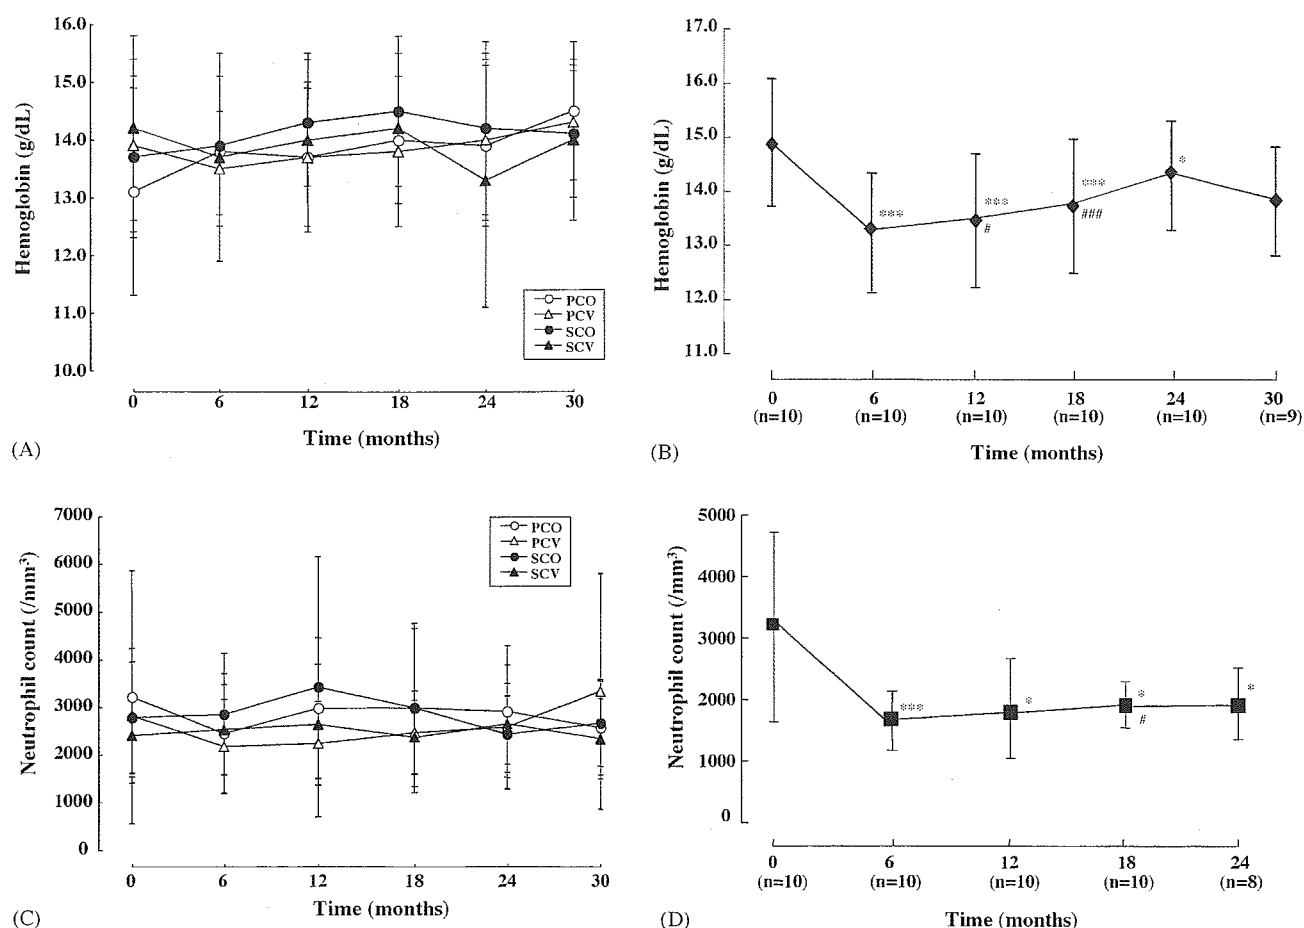 16.0
15.0
14.0
13.0
12.0
11.0
10.0
Hemoglobin (g/dL)
PCO
PCV
SCO
SCV
0 6 12 18 24 30
Time (months)
(A)
17.0
16.0
15.0
14.0
13.0
12.0
11.0
Hemoglobin (g/dL)
***
***
#
***
###
*
0 6 12 18 24 30
(n=10) (n=10) (n=10) (n=10) (n=10) (n=9)
Time (months)
(B)
7000
6000
5000
4000
3000
2000
1000
0
Neutrophil count (/mm³)
PCO
PCV
SCO
SCV
0 6 12 18 24 30
Time (months)
(C)
5000
4000
3000
2000
1000
0
Neutrophil count (/mm³)
***
*
*
#
*
0 6 12 18 24
(n=10) (n=10) (n=10) (n=10) (n=8)
Time (months)
(D)